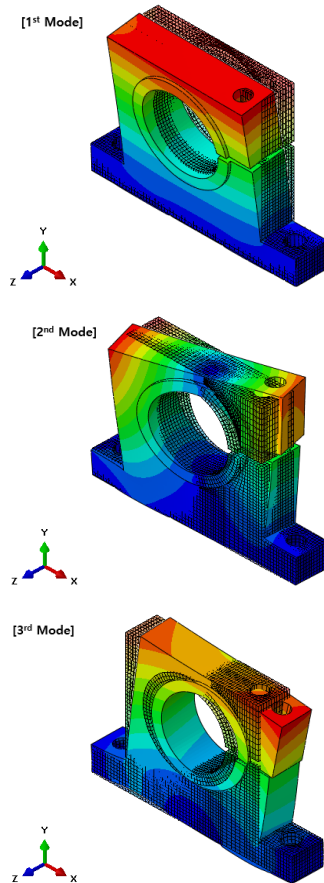 [1st Mode]
Y
Z X
[2nd Mode]
Y
Z X
[3rd Mode]
Y
Z X